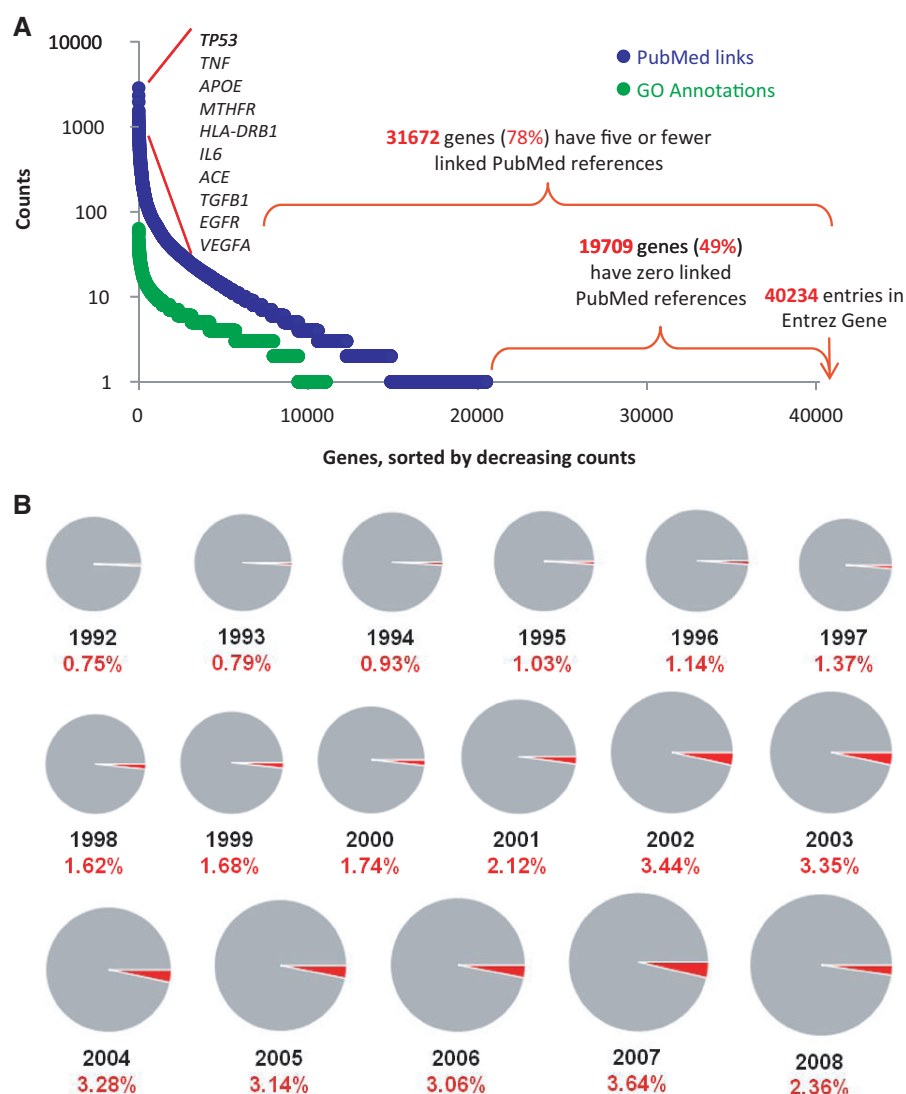 A
10000
1000
100
10
1
Counts
TP53
TNF
APOE
MTHFR
HLA-DRB1
IL6
ACE
TGFB1
EGFR
VEGFA
PubMed links
GO Annotations
31672 genes (78%) have five or fewer
linked PubMed references
19709 genes (49%)
have zero linked
PubMed references
40234 entries in
Entrez Gene
0 10000 20000 30000 40000
Genes, sorted by decreasing counts
B
1992 1993 1994 1995 1996 1997
0.75% 0.79% 0.93% 1.03% 1.14% 1.37%
1998 1999 2000 2001 2002 2003
1.62% 1.68% 1.74% 2.12% 3.44% 3.35%
2004 2005 2006 2007 2008
3.28% 3.14% 3.06% 3.64% 2.36%